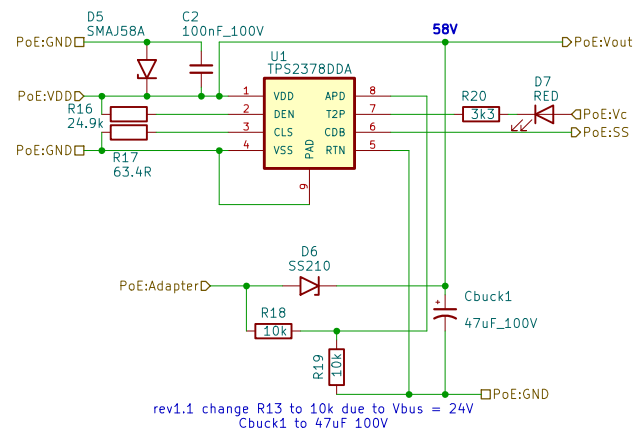 D5
SMAJ58A
C2
100nF_100V
58V
PoE:GND
PoE:Vout
U1
TPS2378DDA
PoE:VDD
1
VDD
APD
8
R16
24.9k
2
DEN
T2P
7
R20
3k3
D7
RED
PoE:Vc
3
CLS
CDB
6
PoE:SS
PoE:GND
4
VSS
RTN
5
PAD
9
R17
63.4R
D6
SS210
PoE:Adapter
R18
10k
R19
10k
+
Cbuck1
47uF_100V
PoE:GND
rev1.1 change R13 to 10k due to Vbus = 24V
Cbuck1 to 47uF 100V